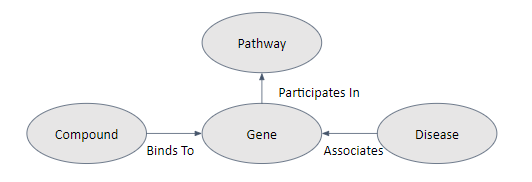 Pathway
Participates In
Compound
Binds To
Gene
Associates
Disease